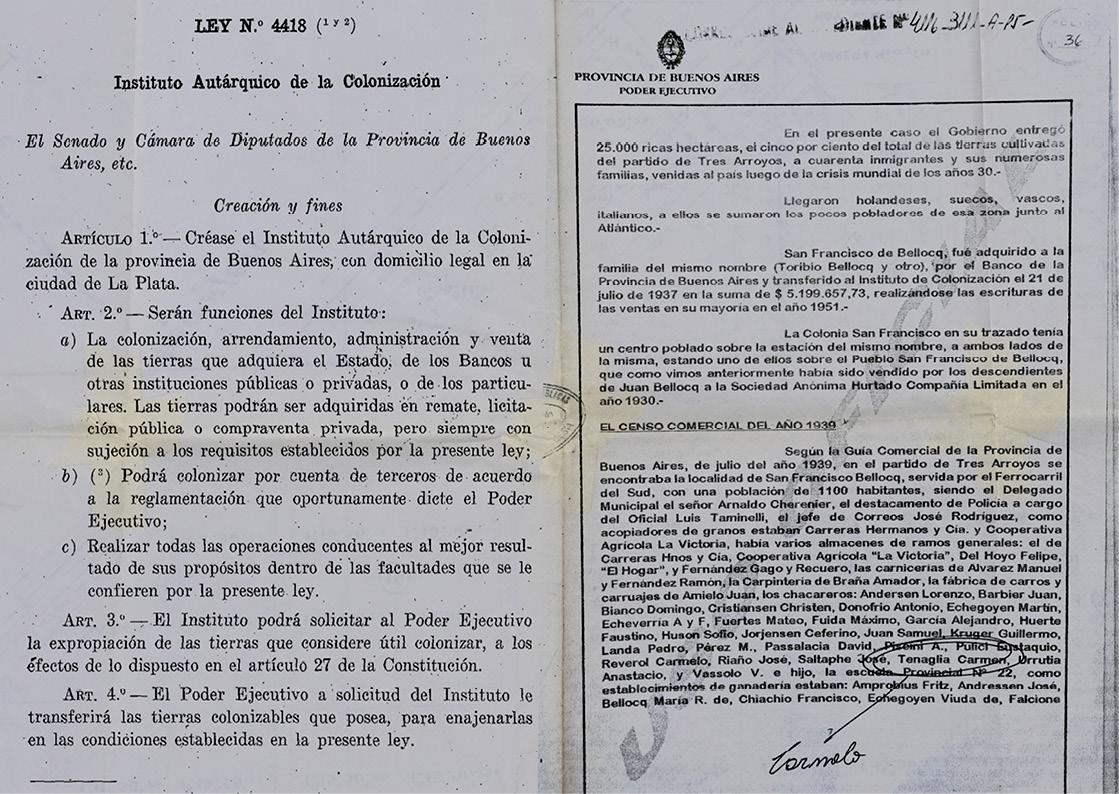 LEY N.º 4418 (¹ y ²)
Instituto Autárquico de la Colonización
El Senado y Cámara de Diputados de la Provincia de Buenos
Aires, etc.
Creación y fines
ARTÍCULO 1.º — Créase el Instituto Autárquico de la Coloni-
zación de la provincia de Buenos Aires, con domicilio legal en la
ciudad de La Plata.
ART. 2.º — Serán funciones del Instituto:
a) La colonización, arrendamiento, administración y venta
de las tierras que adquiera el Estado, de los Bancos u
otras instituciones públicas o privadas, o de los particu-
lares. Las tierras podrán ser adquiridas en remate, licita-
ción pública o compraventa privada, pero siempre con
sujeción a los requisitos establecidos por la presente ley;
b) (³) Podrá colonizar por cuenta de terceros de acuerdo
a la reglamentación que oportunamente dicte el Poder
Ejecutivo;
c) Realizar todas las operaciones conducentes al mejor resul-
tado de sus propósitos dentro de las facultades que se le
confieren por la presente ley.
ART. 3.º — El Instituto podrá solicitar al Poder Ejecutivo
la expropiación de las tierras que considere útil colonizar, a los
éfectos de lo dispuesto en el artículo 27 de la Constitución.
ART. 4.º — El Poder Ejecutivo a solicitud del Instituto le
transferirá las tierras colonizables que posea, para enajenarlas
en las condiciones establecidas en la presente ley.
36
PROVINCIA DE BUENOS AIRES
PODER EJECUTIVO
En el presente caso el Gobierno entregó
25.000 ricas hectáreas, el cinco por ciento del total de las tierras cultivadas
del partido de Tres Arroyos, a cuarenta inmigrantes y sus numerosas
familias, venidas al país luego de la crisis mundial de los años 30.-
Llegaron holandeses, suecos, vascos,
italianos, a ellos se sumaron los pocos pobladores de esa zona junto al
Atlántico.-
San Francisco de Bellocq, fué adquirido a la
familia del mismo nombre (Toribio Bellocq y otro), por el Banco de la
Provincia de Buenos Aires y transferido al Instituto de Colonización el 21 de
julio de 1937 en la suma de $ 5.199.657,73, realizándose las escrituras de
las ventas en su mayoría en el año 1951.-
La Colonia San Francisco en su trazado tenía
un centro poblado sobre la estación del mismo nombre, a ambos lados de
la misma, estando uno de ellos sobre el Pueblo San Francisco de Bellocq,
que como vimos anteriormente había sido vendido por los descendientes
de Juan Bellocq a la Sociedad Anónima Hurtado Compañía Limitada en el
año 1930.-
EL CENSO COMERCIAL DEL AÑO 1939
Según la Guía Comercial de la Provincia de
Buenos Aires, de julio del año 1939, en el partido de Tres Arroyos se
encontraba la localidad de San Francisco Bellocq, servida por el Ferrocarril
del Sud, con una población de 1100 habitantes, siendo el Delegado
Municipal el señor Arnaldo Cherenier, el destacamento de Policía a cargo
del Oficial Luis Taminelli, el jefe de Correos José Rodríguez, como
acopiadores de granos estaban Carreras Hermanos y Cía. y Cooperativa
Agrícola La Victoria, había varios almacenes de ramos generales: el de
Carreras Hnos y Cía, Cooperativa Agrícola "La Victoria", Del Hoyo Felipe,
"El Hogar", y Fernández Gago y Recuero, las carnicerías de Alvarez Manuel
y Fernández Ramón, la Carpintería de Braña Amador, la fábrica de carros y
carruajes de Amielo Juan, los chacareros: Andersen Lorenzo, Barbier Juan,
Bianco Domingo, Cristiansen Christen, Donofrio Antonio, Echegoyen Martín,
Echeverría A y F, Fuertes Mateo, Fuida Máximo, García Alejandro, Huerte
Faustino, Huson Sofio, Jorjensen Ceferino, Juan Samuel, Kruger Guillermo,
Landa Pedro, Pérez M., Passalacia David, A., Pulici Eustaquio,
Reverol Carmelo, Riaño José, Saltaphe José, Tenaglia Carmen, Urrutia
Anastacio, y Vassolo V. e hijo, la escuela Provincial Nº 22, como
establecimientos de ganadería estaban: Amprobius Fritz, Andressen José,
Bellocq María R. de, Chiachio Francisco, Echegoyen Viuda de, Falcione
Carmelo